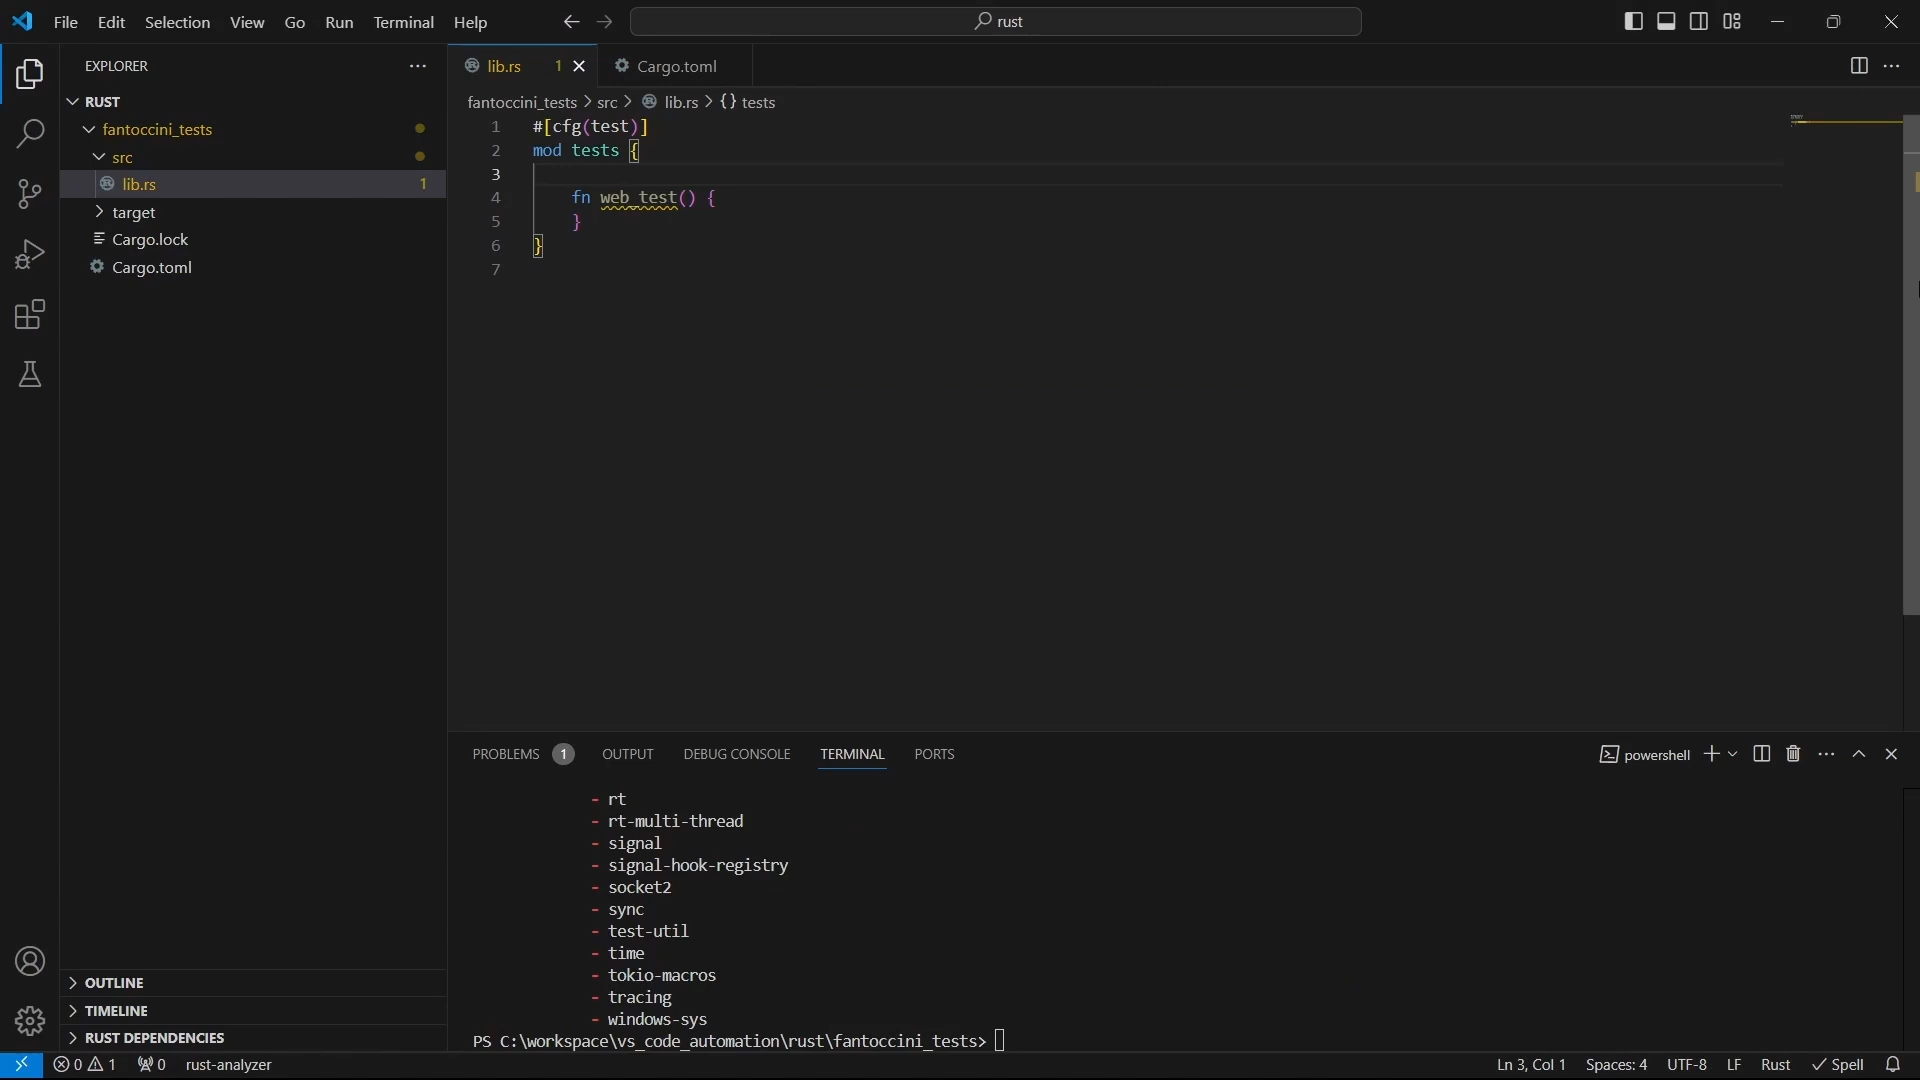 File Edit Selection View Go Run Terminal Help
rust
EXPLORER
RUST
fantoccini_tests
src
lib.rs 1
target
Cargo.lock
Cargo.toml
OUTLINE
TIMELINE
RUST DEPENDENCIES
lib.rs 1 Cargo.toml
fantoccini_tests > src > lib.rs > {} tests
1 #[cfg(test)]
2 mod tests {
3
4 fn web_test() {
5 }
6 }
7
PROBLEMS 1 OUTPUT DEBUG CONSOLE TERMINAL PORTS
powershell
- rt
- rt-multi-thread
- signal
- signal-hook-registry
- socket2
- sync
- test-util
- time
- tokio-macros
- tracing
- windows-sys
PS C:\workspace\vs_code_automation\rust\fantoccini_tests>
0 1 0 rust-analyzer Ln 3, Col 1 Spaces: 4 UTF-8 LF Rust Spell